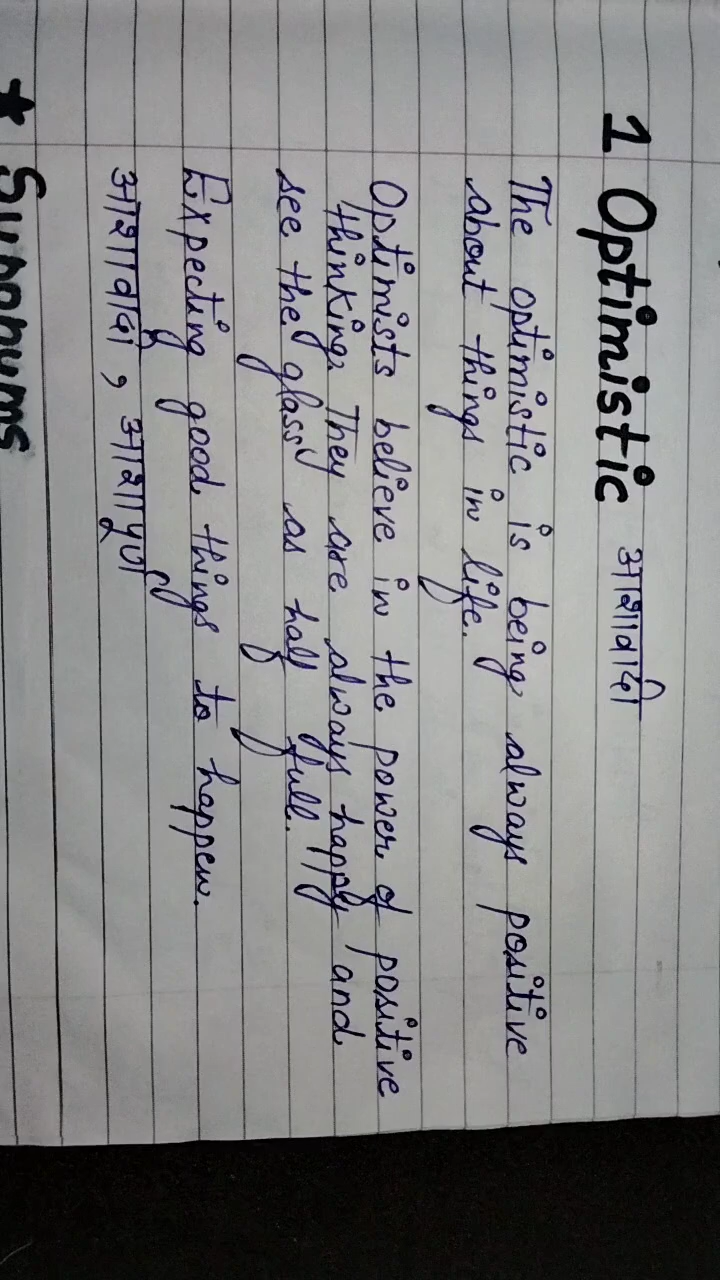 1 Optimistic आशावादी
The optimistic is being always positive
about things in life.
Optimists believe in the power of positive
thinking. They are always happy and
see the glass as half full.
Expecting good things to happen.
आशावादी, आशापूर्ण
* Synonyms